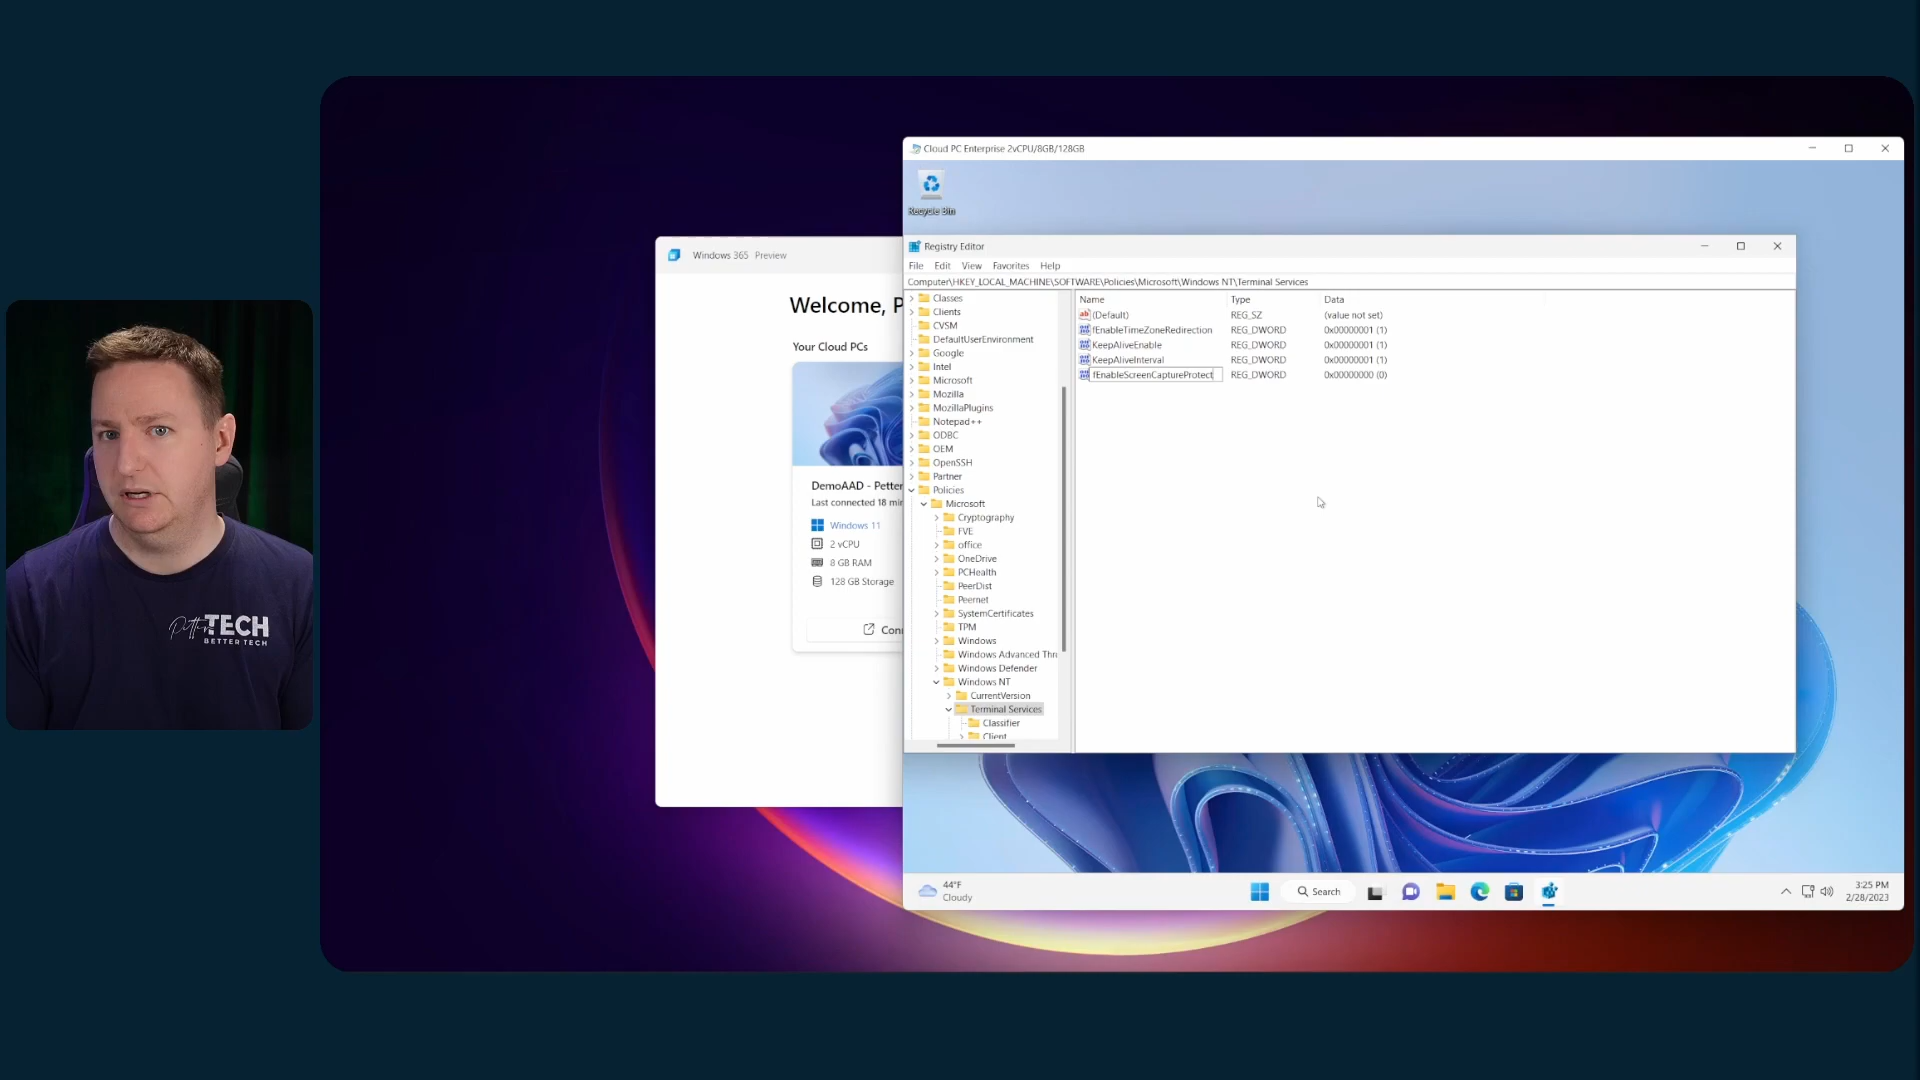 Cloud PC Enterprise 2vCPU/8GB/128GB
Recycle Bin
Windows 365 Preview
Welcome, P
Your Cloud PCs
DemoAAD - Petter
Last connected 18 min
Windows 11
2 vCPU
8 GB RAM
128 GB Storage
Conn
Registry Editor
File Edit View Favorites Help
Computer\HKEY_LOCAL_MACHINE\SOFTWARE\Policies\Microsoft\Windows NT\Terminal Services
Classes
Clients
CVSM
DefaultUserEnvironment
Google
Intel
Microsoft
Mozilla
MozillaPlugins
Notepad++
ODBC
OEM
OpenSSH
Partner
Policies
Microsoft
Cryptography
FVE
office
OneDrive
PCHealth
PeerDist
Peernet
SystemCertificates
TPM
Windows
Windows Advanced Thr
Windows Defender
Windows NT
CurrentVersion
Terminal Services
Classifier
Client
Name Type Data
(Default) REG_SZ (value not set)
fEnableTimeZoneRedirection REG_DWORD 0x00000001 (1)
KeepAliveEnable REG_DWORD 0x00000001 (1)
KeepAliveInterval REG_DWORD 0x00000001 (1)
fEnableScreenCaptureProtect REG_DWORD 0x00000000 (0)
44°F
Cloudy
Search
3:25 PM
2/28/2023
Petter TECH
BETTER TECH